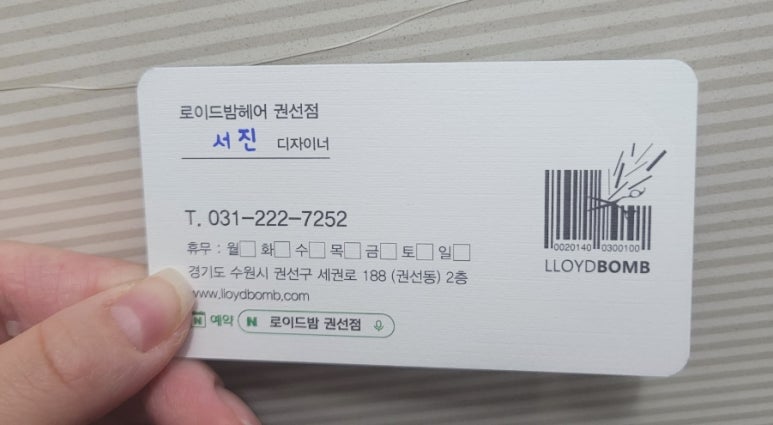 로이드밤헤어 권선점
서진 디자이너
T. 031-222-7252
휴무 : 월□ 화□ 수□ 목□ 금□ 토□ 일□
경기도 수원시 권선구 세권로 188 (권선동) 2층
www.lloydbomb.com
N 예약 N 로이드밤 권선점
0020140 0300100
LLOYDBOMB